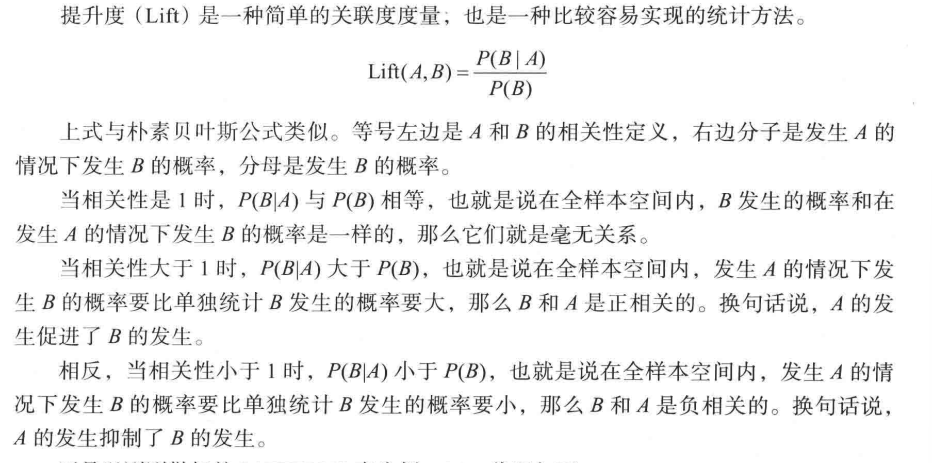 提升度（Lift）是一种简单的关联度度量，也是一种比较容易实现的统计方法。
Lift(A,B)=P(B|A)/P(B)
上式与朴素贝叶斯公式类似。等号左边是 A 和 B 的相关性定义，右边分子是发生 A 的
情况下发生 B 的概率，分母是发生 B 的概率。
当相关性是 1 时，P(B|A) 与 P(B) 相等，也就是说在全样本空间内，B 发生的概率和在
发生 A 的情况下发生 B 的概率是一样的，那么它们就是毫无关系。
当相关性大于 1 时，P(B|A) 大于 P(B)，也就是说在全样本空间内，发生 A 的情况下发
生 B 的概率要比单独统计 B 发生的概率要大，那么 B 和 A 是正相关的。换句话说，A 的发
生促进了 B 的发生。
相反，当相关性小于 1 时，P(B|A) 小于 P(B)，也就是说在全样本空间内，发生 A 的情
况下发生 B 的概率要比单独统计 B 发生的概率要小，那么 B 和 A 是负相关的。换句话说，
A 的发生抑制了 B 的发生。